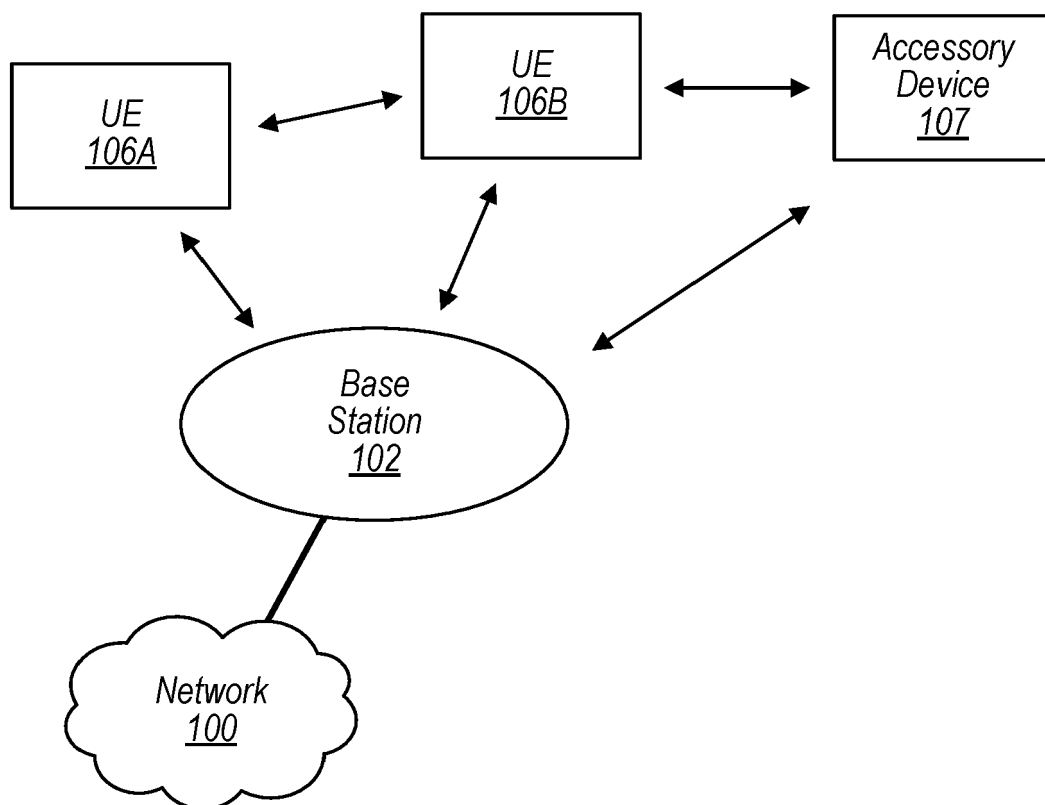 UE
106A
UE
106B
Accessory
Device
107
Base
Station
102
Network
100